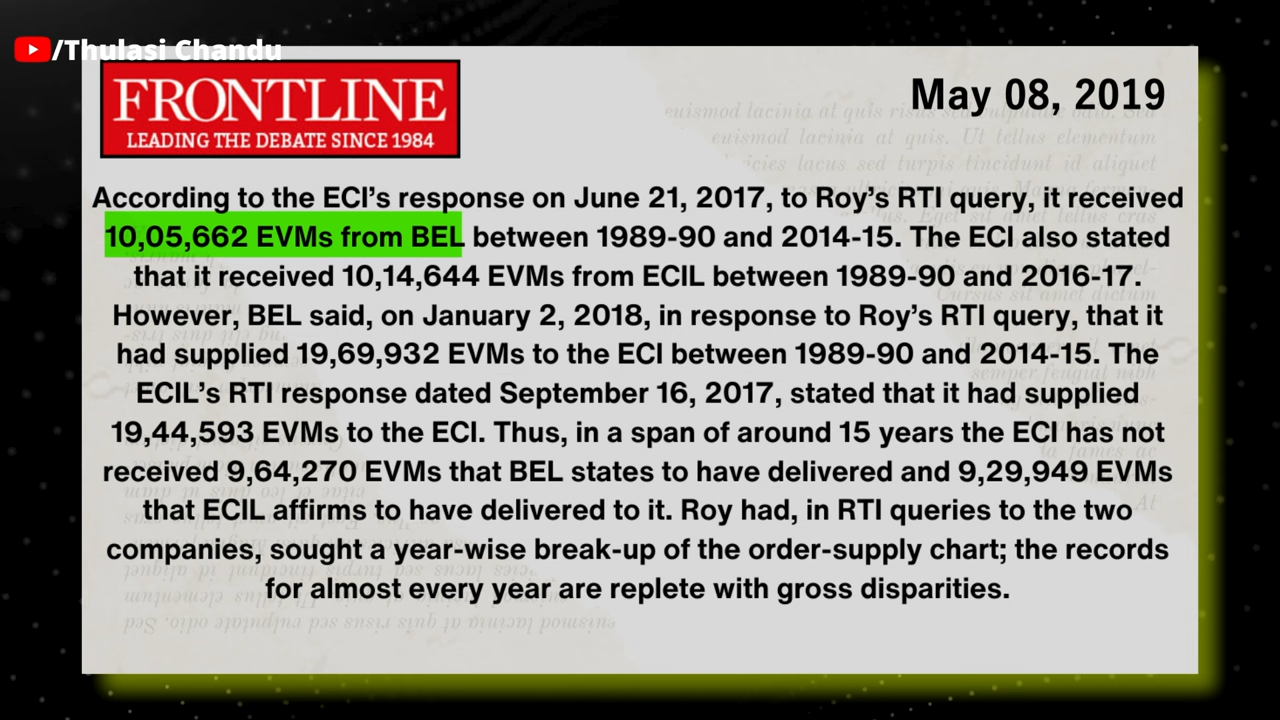 /Thulasi Chandu
FRONTLINE
LEADING THE DEBATE SINCE 1984
May 08, 2019
According to the ECI’s response on June 21, 2017, to Roy’s RTI query, it received
10,05,662 EVMs from BEL between 1989-90 and 2014-15. The ECI also stated
that it received 10,14,644 EVMs from ECIL between 1989-90 and 2016-17.
However, BEL said, on January 2, 2018, in response to Roy’s RTI query, that it
had supplied 19,69,932 EVMs to the ECI between 1989-90 and 2014-15. The
ECIL’s RTI response dated September 16, 2017, stated that it had supplied
19,44,593 EVMs to the ECI. Thus, in a span of around 15 years the ECI has not
received 9,64,270 EVMs that BEL states to have delivered and 9,29,949 EVMs
that ECIL affirms to have delivered to it. Roy had, in RTI queries to the two
companies, sought a year-wise break-up of the order-supply chart; the records
for almost every year are replete with gross disparities.